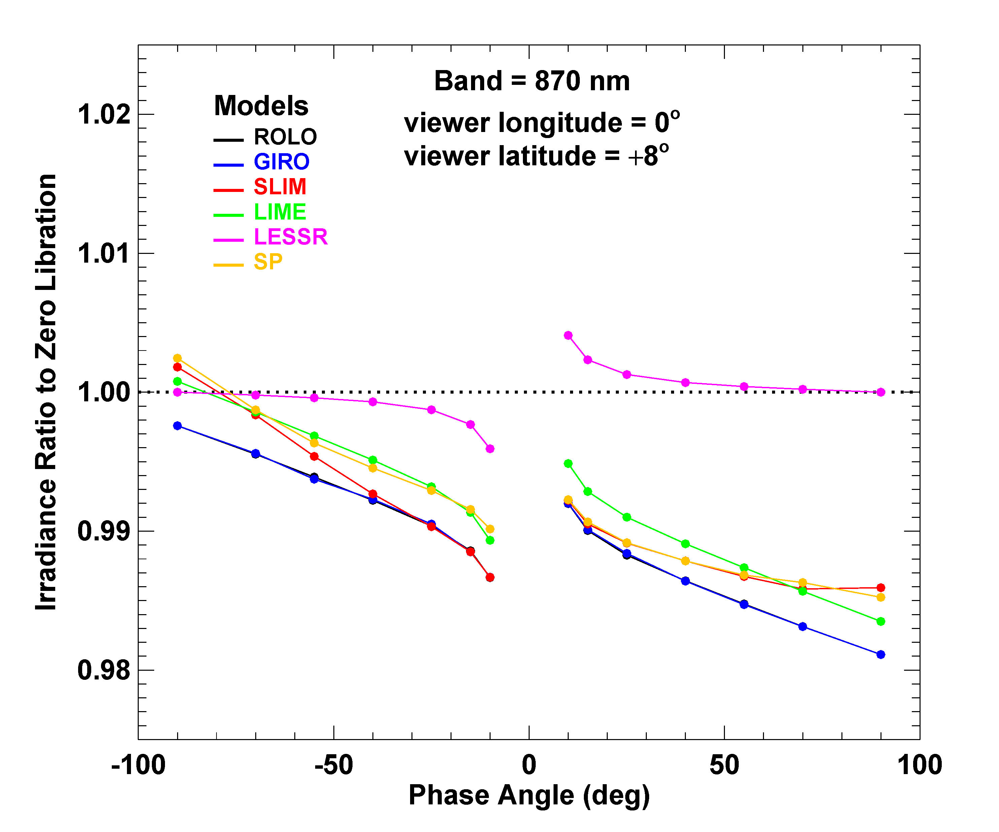 Band = 870 nm
viewer longitude = 0°
viewer latitude = +8°
Models
ROLO
GIRO
SLIM
LIME
LESSR
SP
Irradiance Ratio to Zero Libration
1.02
1.01
1.00
0.99
0.98
-100 -50 0 50 100
Phase Angle (deg)